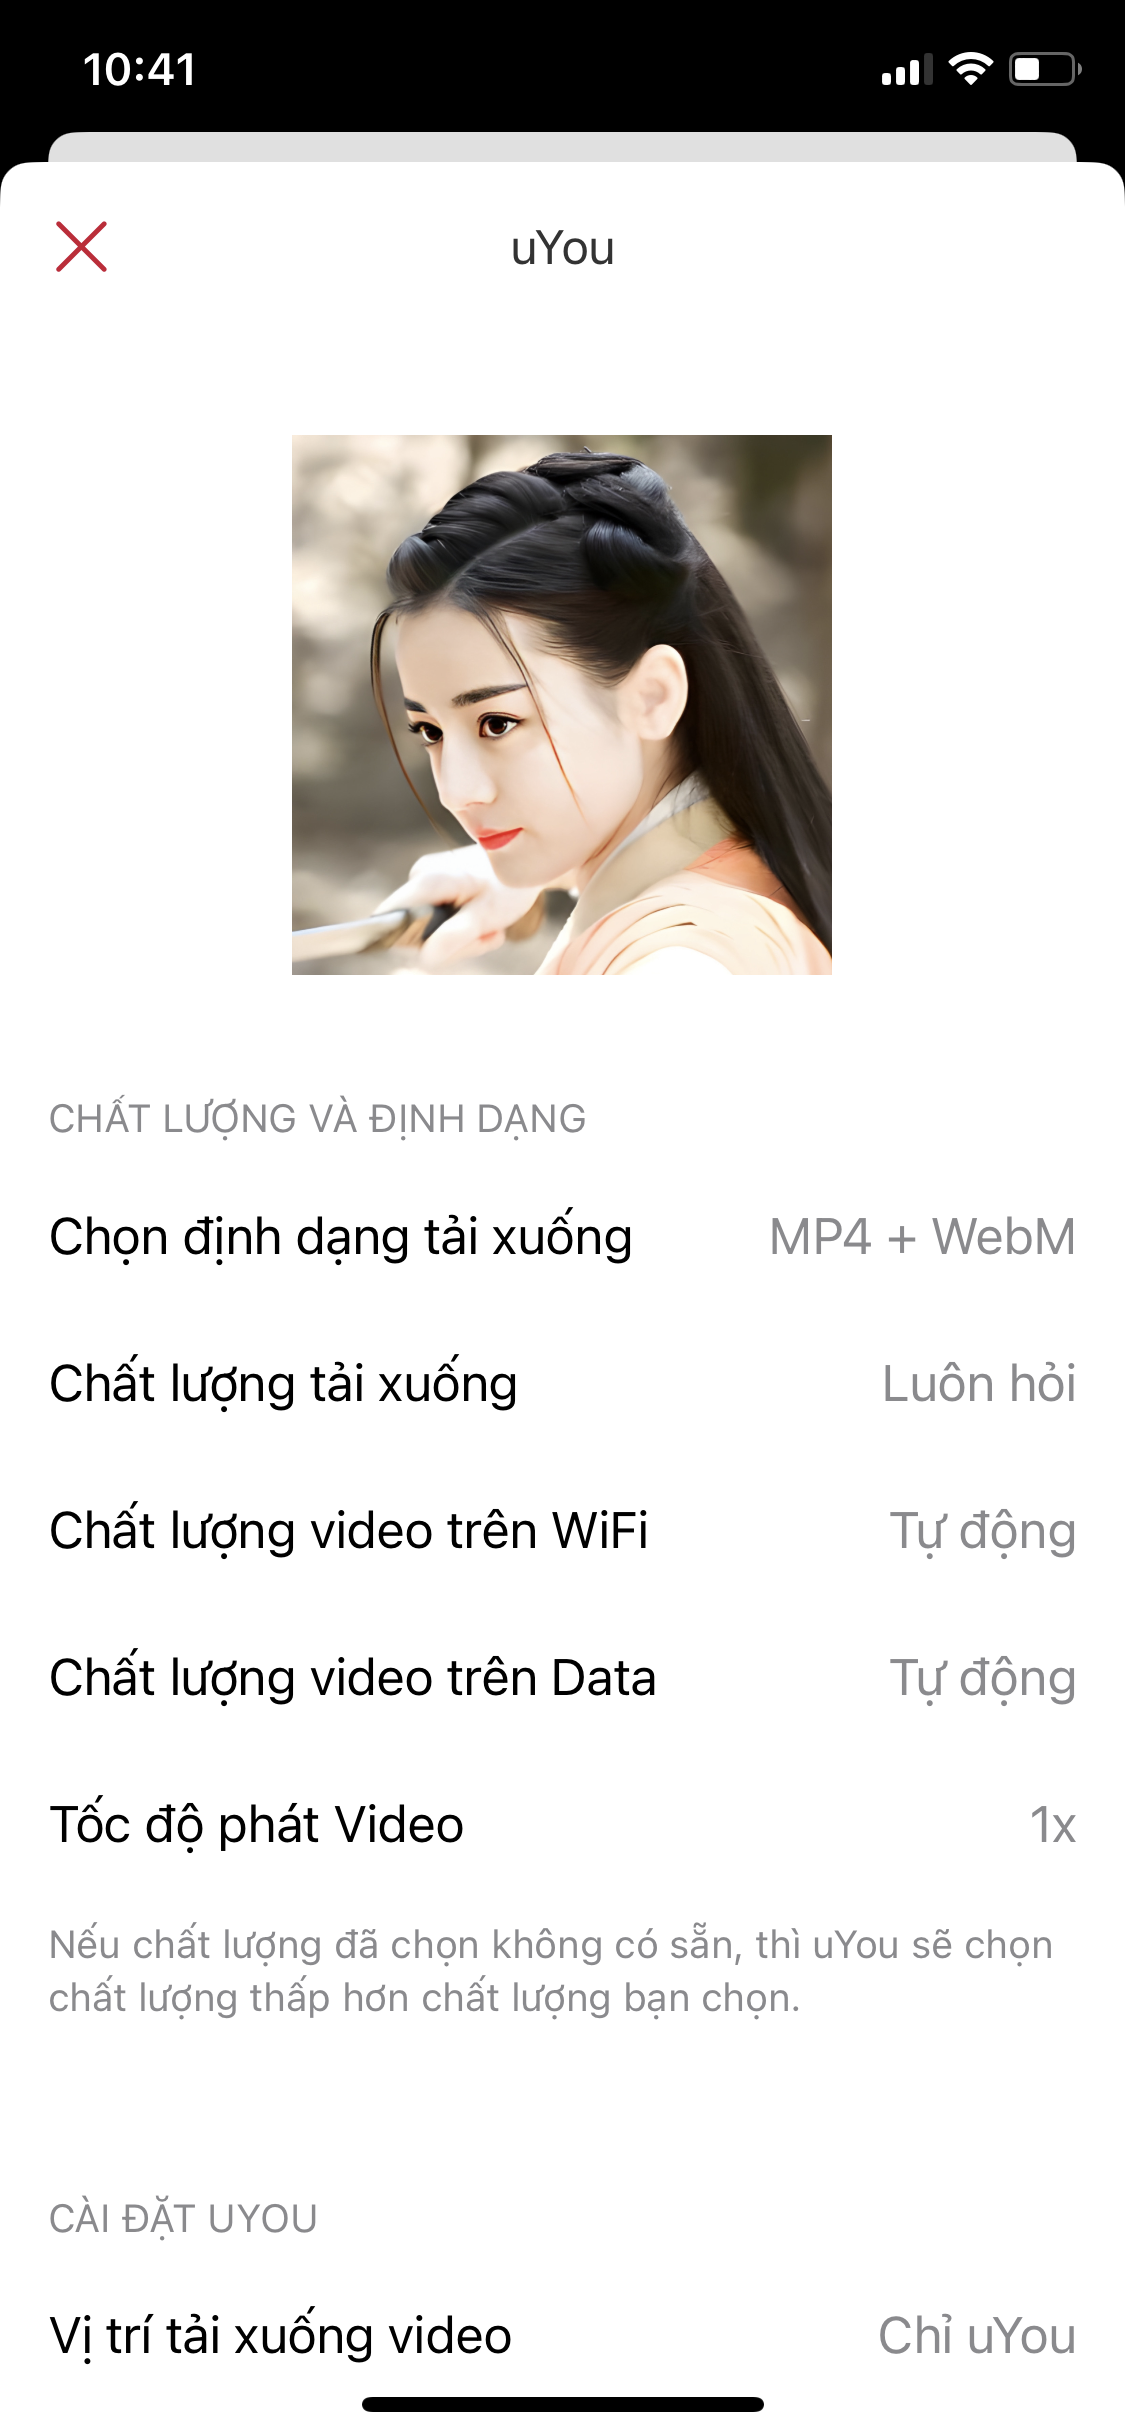 10:41
uYou
CHẤT LƯỢNG VÀ ĐỊNH DẠNG
Chọn định dạng tải xuống MP4 + WebM
Chất lượng tải xuống Luôn hỏi
Chất lượng video trên WiFi Tự động
Chất lượng video trên Data Tự động
Tốc độ phát Video 1x
Nếu chất lượng đã chọn không có sẵn, thì uYou sẽ chọn
chất lượng thấp hơn chất lượng bạn chọn.
CÀI ĐẶT UYOU
Vị trí tải xuống video Chỉ uYou